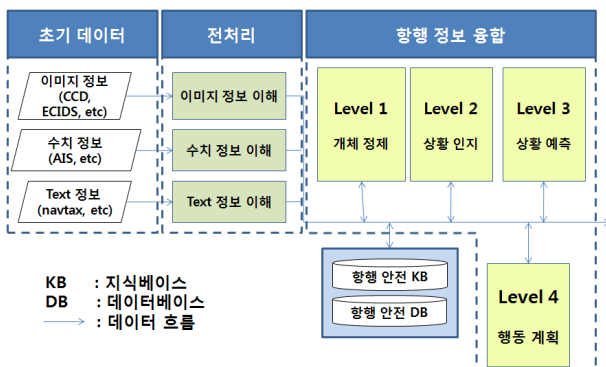 초기 데이터
전처리
항행 정보 융합
이미지 정보
(CCD,
ECIDS, etc)
이미지 정보 이해
수치 정보
(AIS, etc)
수치 정보 이해
Text 정보
(navtax, etc)
Text 정보 이해
Level 1
개체 정제
Level 2
상황 인지
Level 3
상황 예측
항행 안전 KB
항행 안전 DB
Level 4
행동 계획
KB : 지식베이스
DB : 데이터베이스
: 데이터 흐름